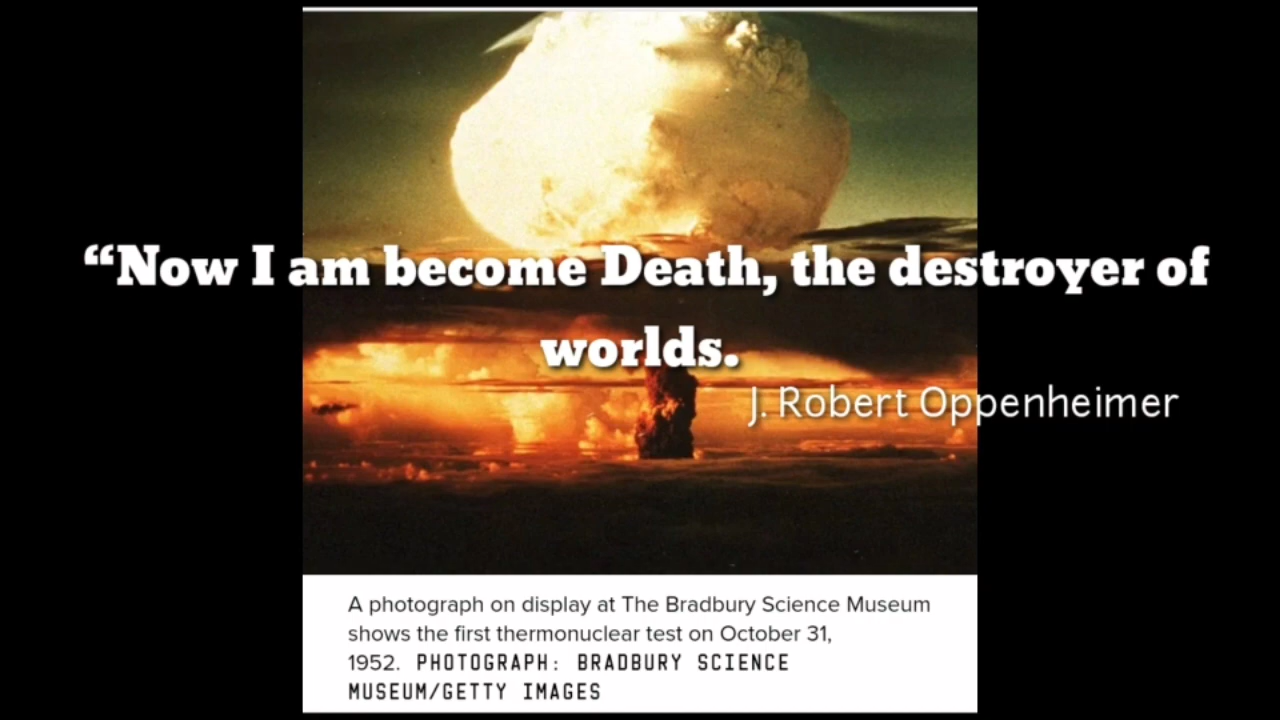 “Now I am become Death, the destroyer of
worlds.
J. Robert Oppenheimer
A photograph on display at The Bradbury Science Museum
shows the first thermonuclear test on October 31,
1952. PHOTOGRAPH: BRADBURY SCIENCE
MUSEUM/GETTY IMAGES